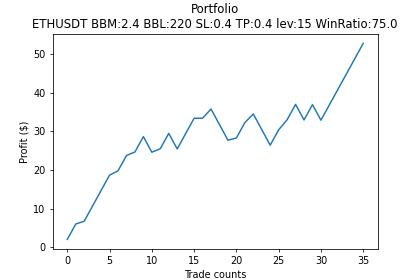 Portfolio
ETHUSDT BBM:2.4 BBL:220 SL:0.4 TP:0.4 lev:15 WinRatio:75.0
Profit ($)
50
40
30
20
10
0
0 5 10 15 20 25 30 35
Trade counts